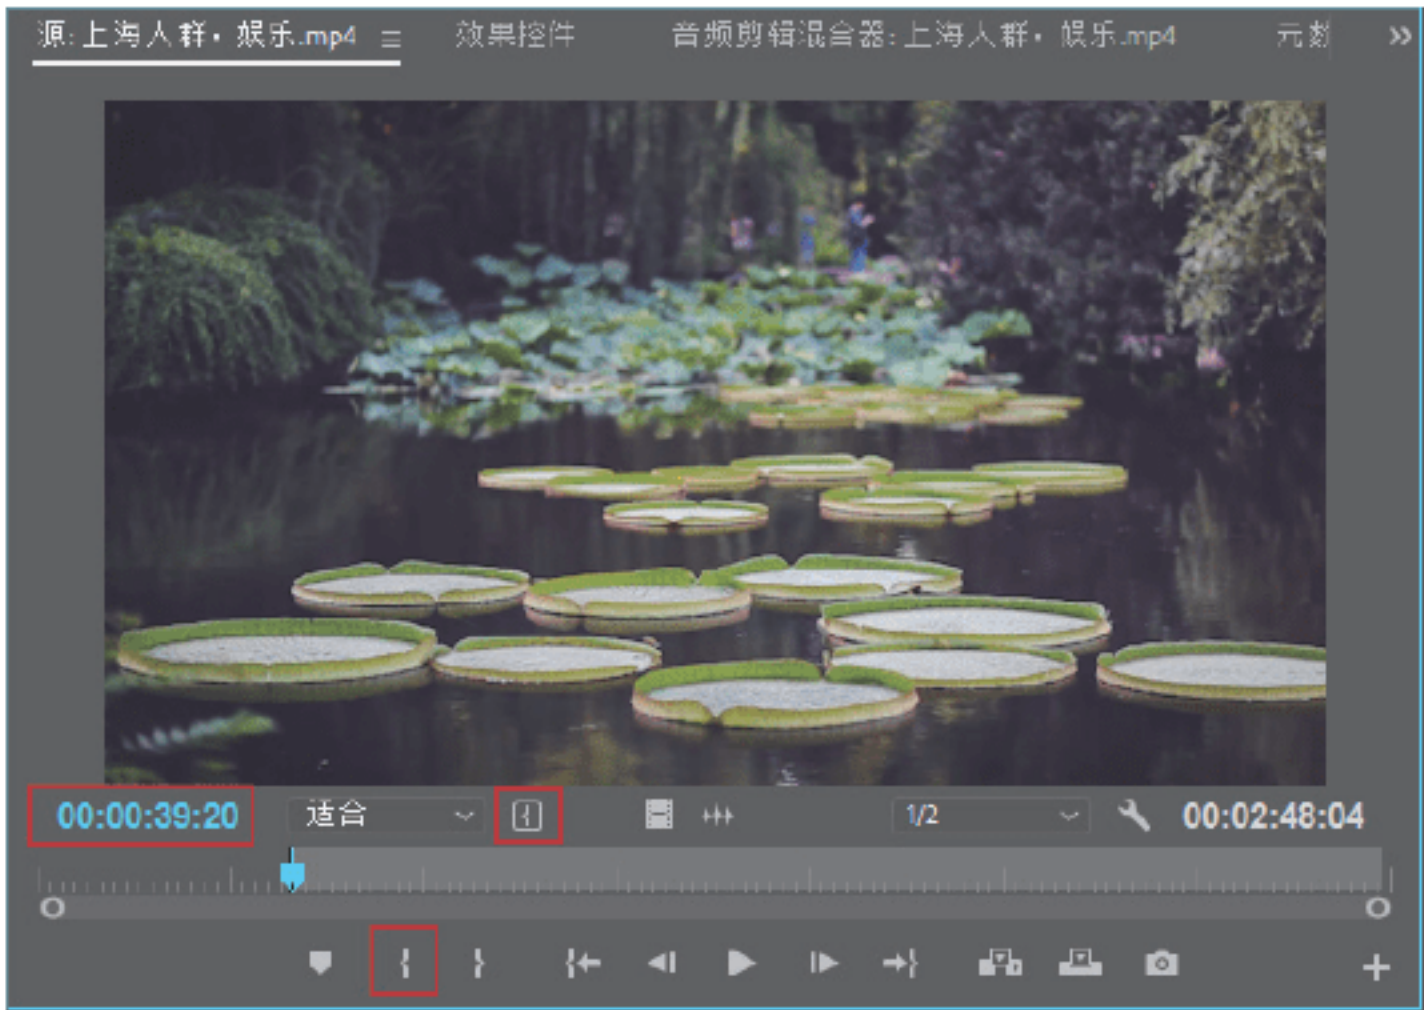 源: 上海人群，娱乐.mp4 效果控件 音频剪辑混合器: 上海人群，娱乐.mp4 元数
00:00:39:20 适合 1/2 00:02:48:04